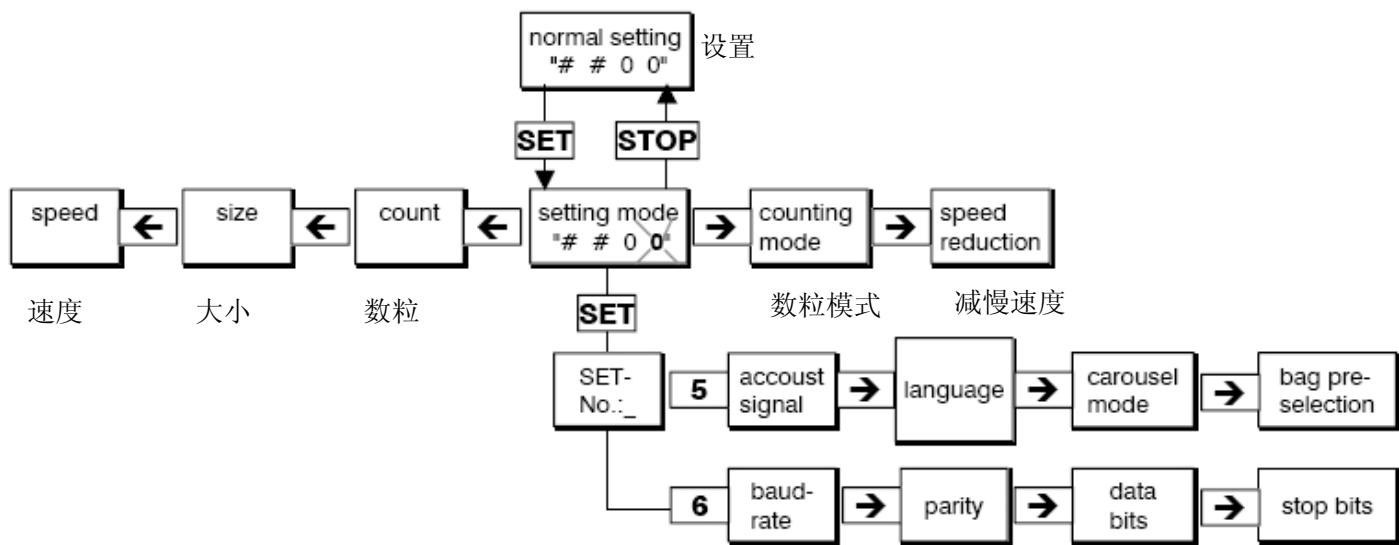 normal setting
"# # 0 0"
设置
SET
STOP
speed
←
size
←
count
←
setting mode
"# # 0 0"
→
counting
mode
→
speed
reduction
速度
大小
数粒
数粒模式
减慢速度
SET
SET-
No.:_
5
accoust
signal
→
language
→
carousel
mode
→
bag pre-
selection
6
baud-
rate
→
parity
→
data
bits
→
stop bits